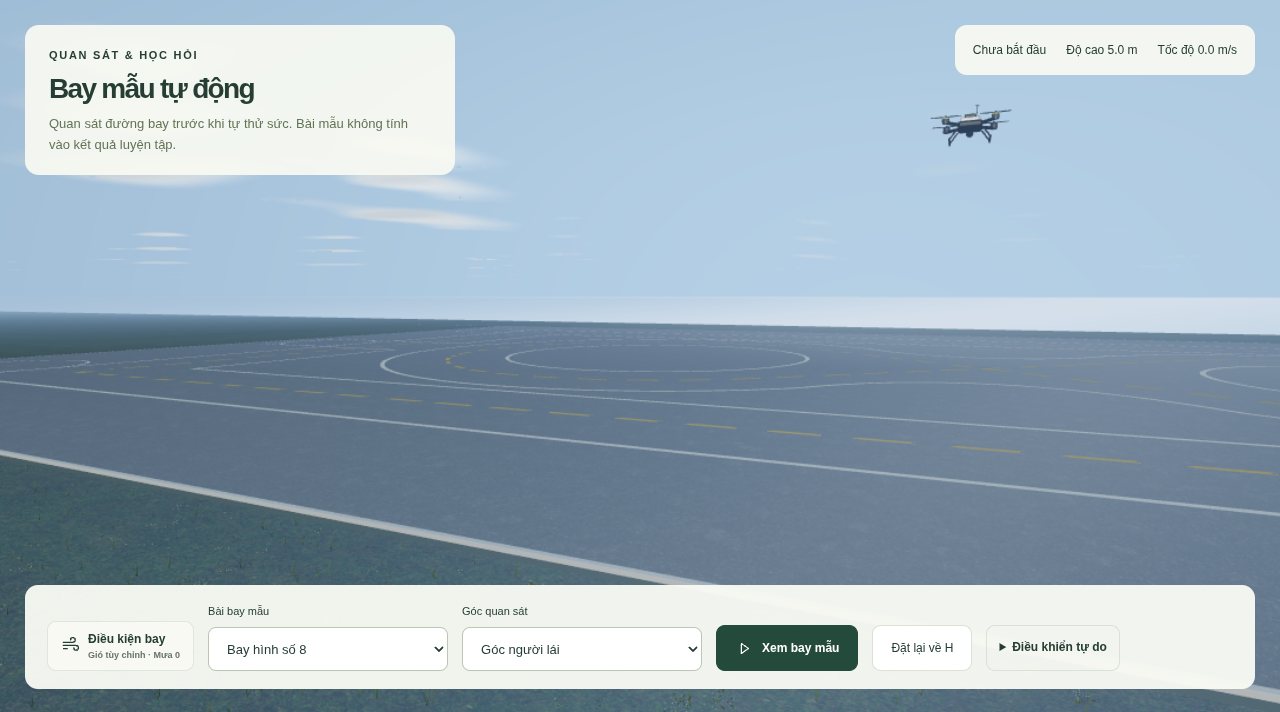 QUAN SÁT & HỌC HỎI
Bay mẫu tự động
Quan sát đường bay trước khi tự thử sức. Bài mẫu không tính
vào kết quả luyện tập.
Chưa bắt đầu
Độ cao 5.0 m
Tốc độ 0.0 m/s
Điều kiện bay
Gió tùy chỉnh · Mưa 0
Bài bay mẫu
Bay hình số 8
Góc quan sát
Góc người lái
Xem bay mẫu
Đặt lại về H
Điều khiển tự do